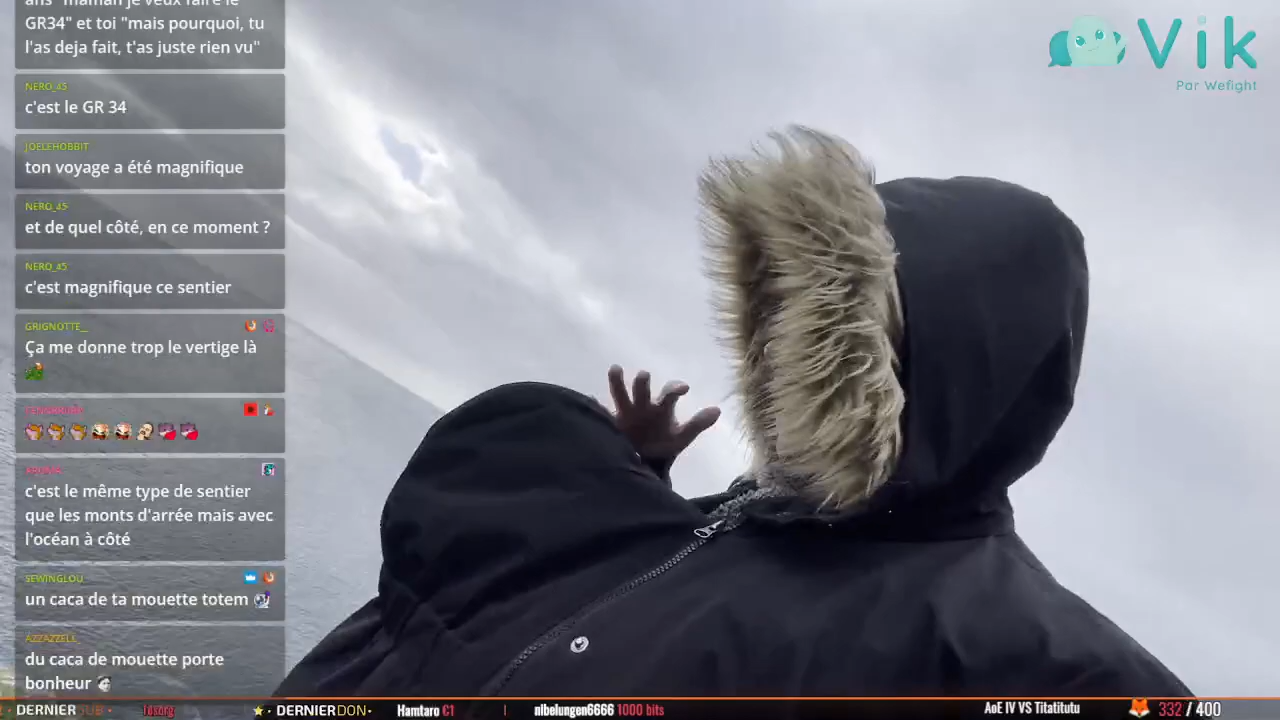 ans "maman je veux faire le
GR34" et toi "mais pourquoi, tu
l'as deja fait, t'as juste rien vu"
NERO_45
c'est le GR 34
JOELEHOBBIT
ton voyage a été magnifique
NERO_45
et de quel côté, en ce moment ?
NERO_45
c'est magnifique ce sentier
GRIGNOTTE_
Ça me donne trop le vertige là
c'est le même type de sentier
que les monts d'arrée mais avec
l'océan à côté
SEWINGLOU
un caca de ta mouette totem
AZZAZZELL_
du caca de mouette porte
bonheur
Vik
Par Wefight
DERNIERSUB
DERNIERDON
Hamtaro €1
nibelungen6666 1000 bits
AoE IV VS Titatitutu
332 / 400